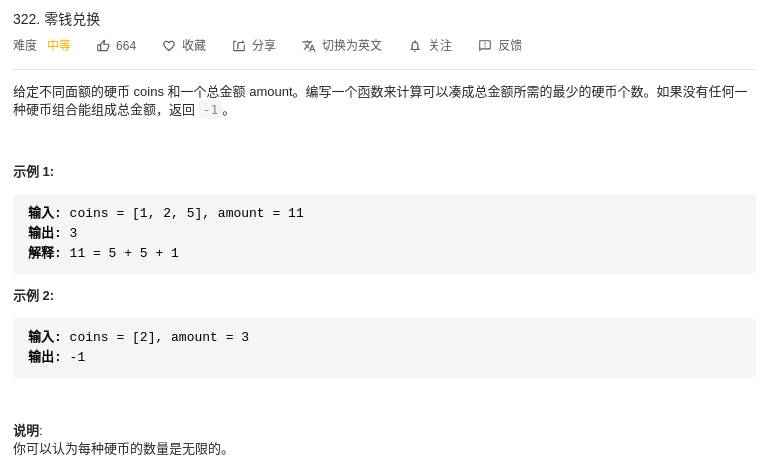 322. 零钱兑换
难度 中等 664 收藏 分享 切换为英文 关注 反馈
给定不同面额的硬币 coins 和一个总金额 amount。编写一个函数来计算可以凑成总金额所需的最少的硬币个数。如果没有任何一
种硬币组合能组成总金额，返回 -1。
示例 1:
输入: coins = [1, 2, 5], amount = 11
输出: 3
解释: 11 = 5 + 5 + 1
示例 2:
输入: coins = [2], amount = 3
输出: -1
说明:
你可以认为每种硬币的数量是无限的。